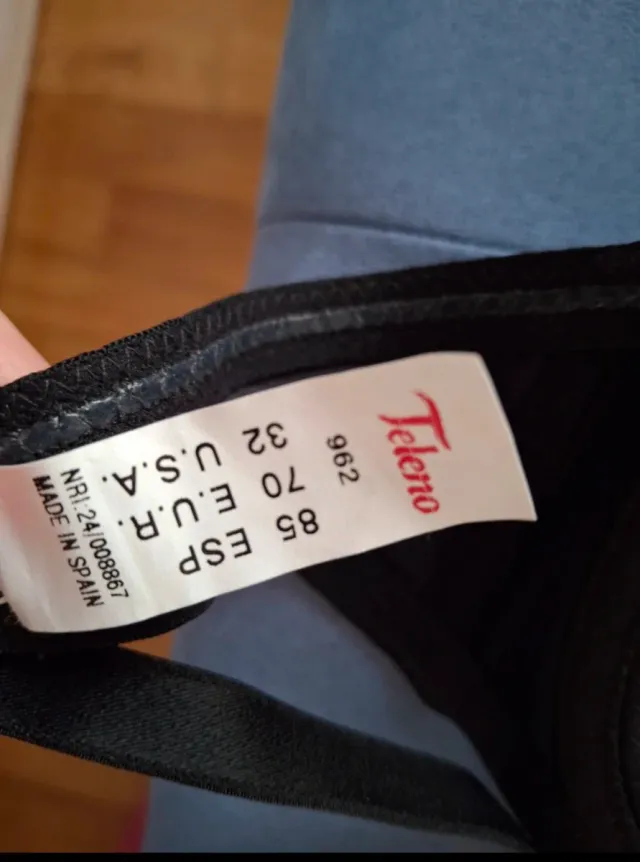 Teleno
962
85 ESP
70 E.U.R.
32 U.S.A.
NRI:24/008867
MADE IN SPAIN